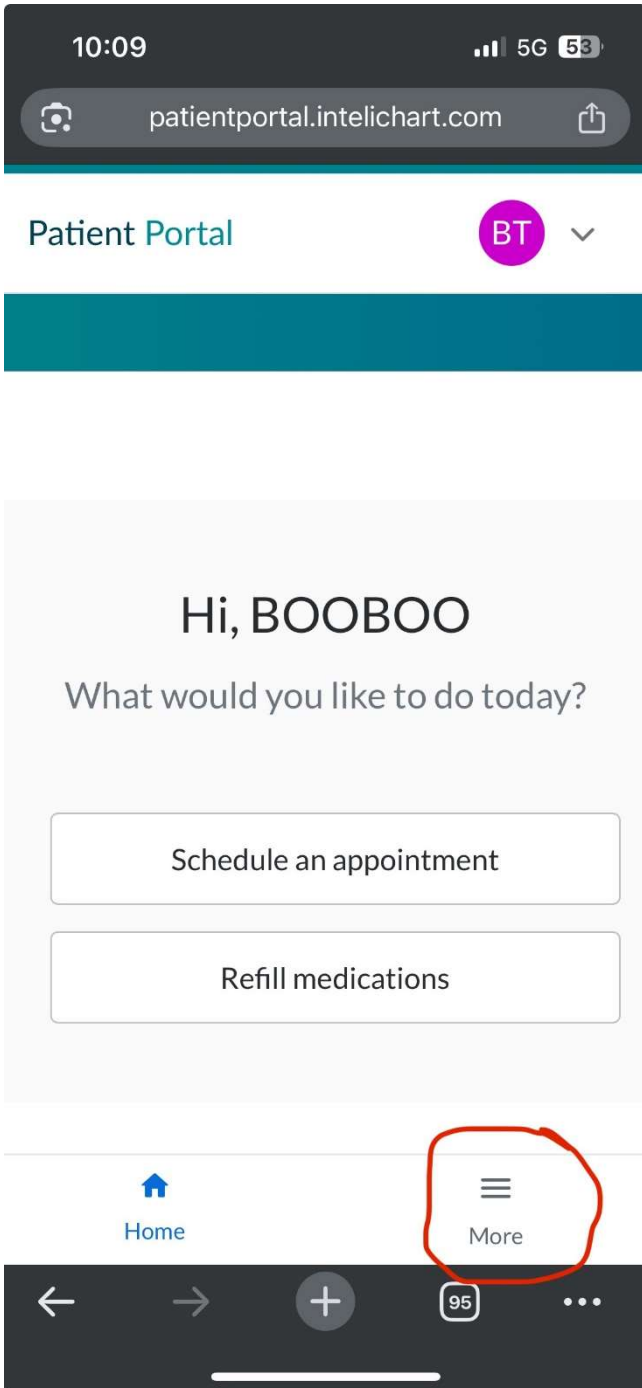 10:09 5G 53
patientportal.intelichart.com
Patient Portal BT
Hi, BOOBOO
What would you like to do today?
Schedule an appointment
Refill medications
Home More
95